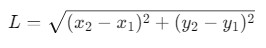 L = √((x₂ − x₁)² + (y₂ − y₁)²)